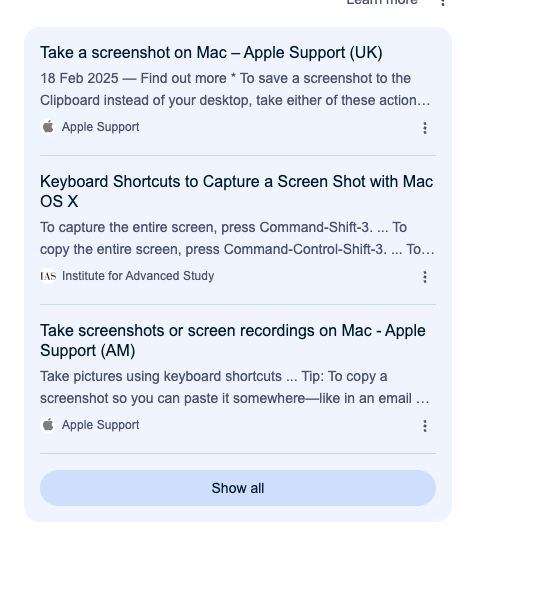 Learn more
Take a screenshot on Mac – Apple Support (UK)
18 Feb 2025 — Find out more * To save a screenshot to the
Clipboard instead of your desktop, take either of these action…
Apple Support
Keyboard Shortcuts to Capture a Screen Shot with Mac
OS X
To capture the entire screen, press Command-Shift-3. ... To
copy the entire screen, press Command-Control-Shift-3. ... To…
IAS Institute for Advanced Study
Take screenshots or screen recordings on Mac - Apple
Support (AM)
Take pictures using keyboard shortcuts ... Tip: To copy a
screenshot so you can paste it somewhere—like in an email …
Apple Support
Show all